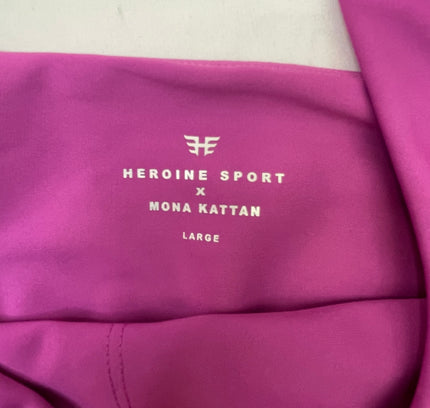 HEROINE SPORT
x
MONA KATTAN
LARGE